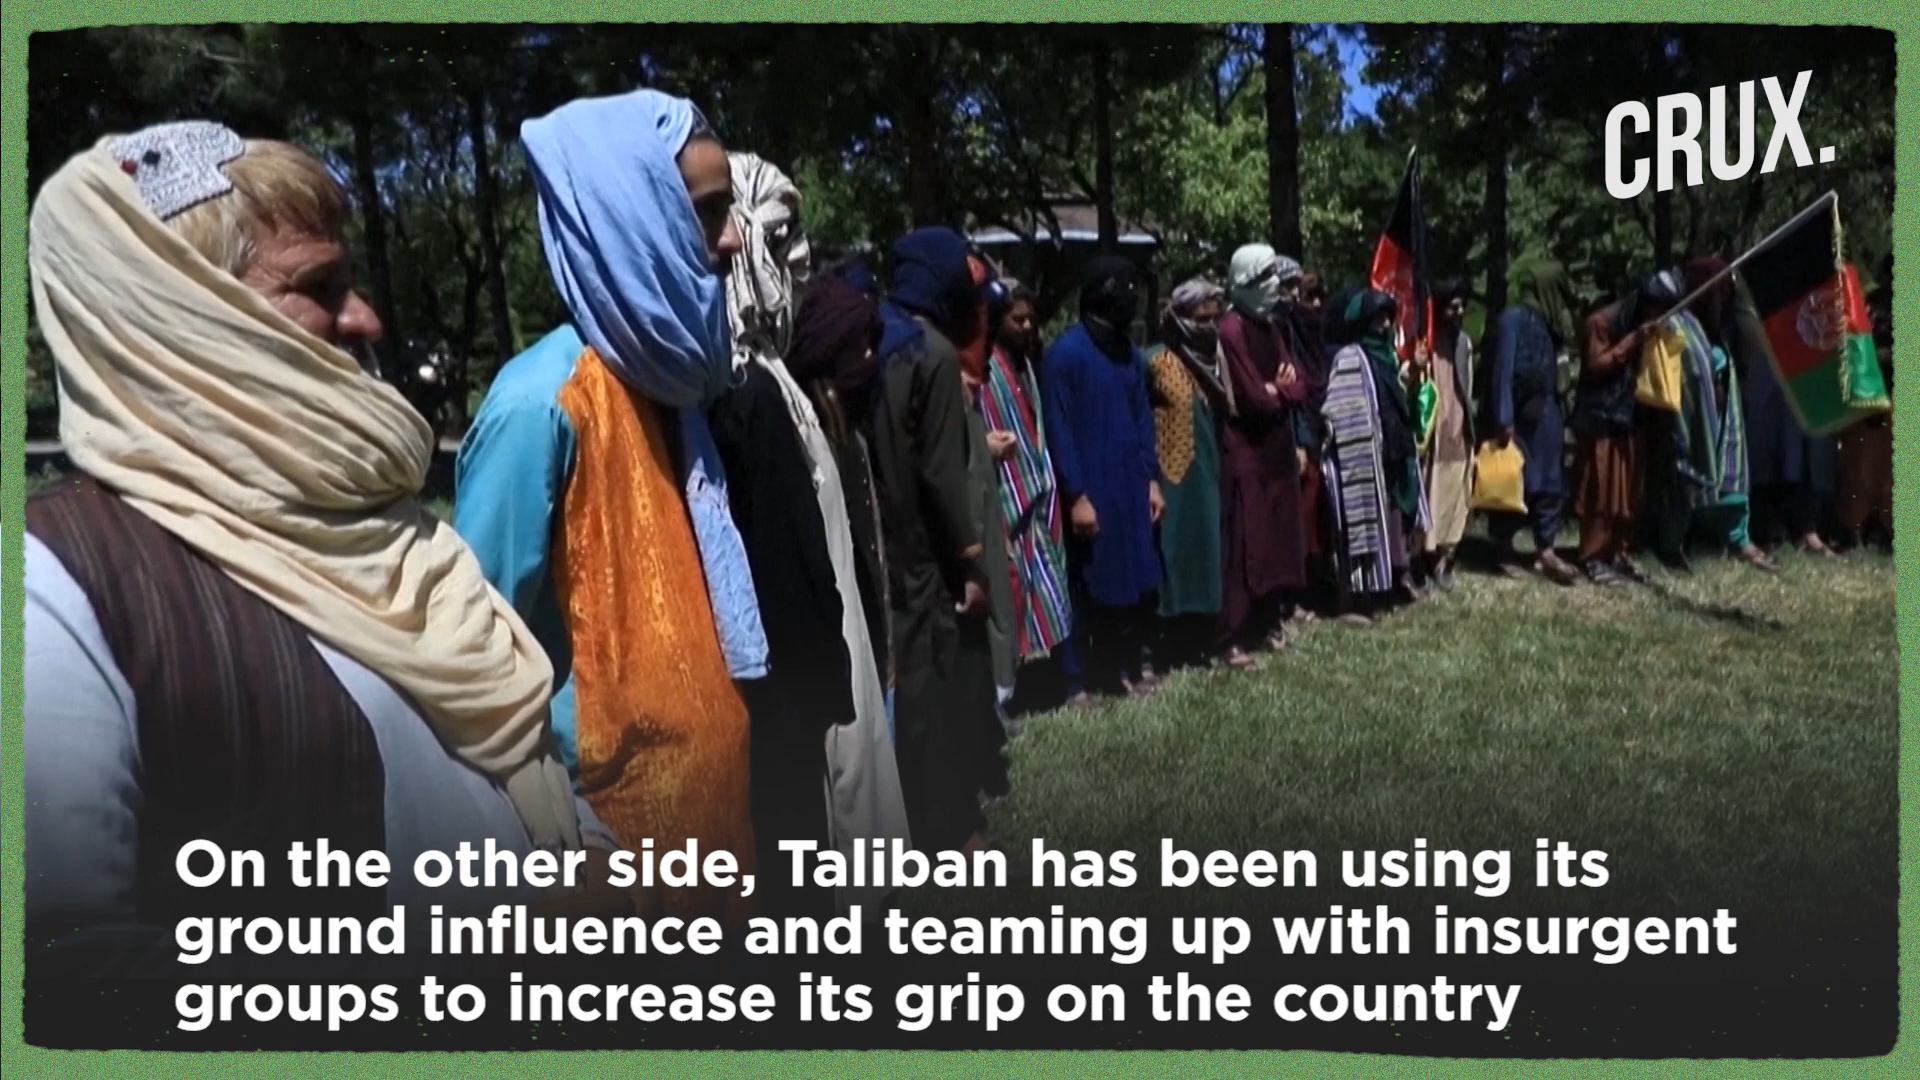 CRUX.
On the other side, Taliban has been using its
ground influence and teaming up with insurgent
groups to increase its grip on the country